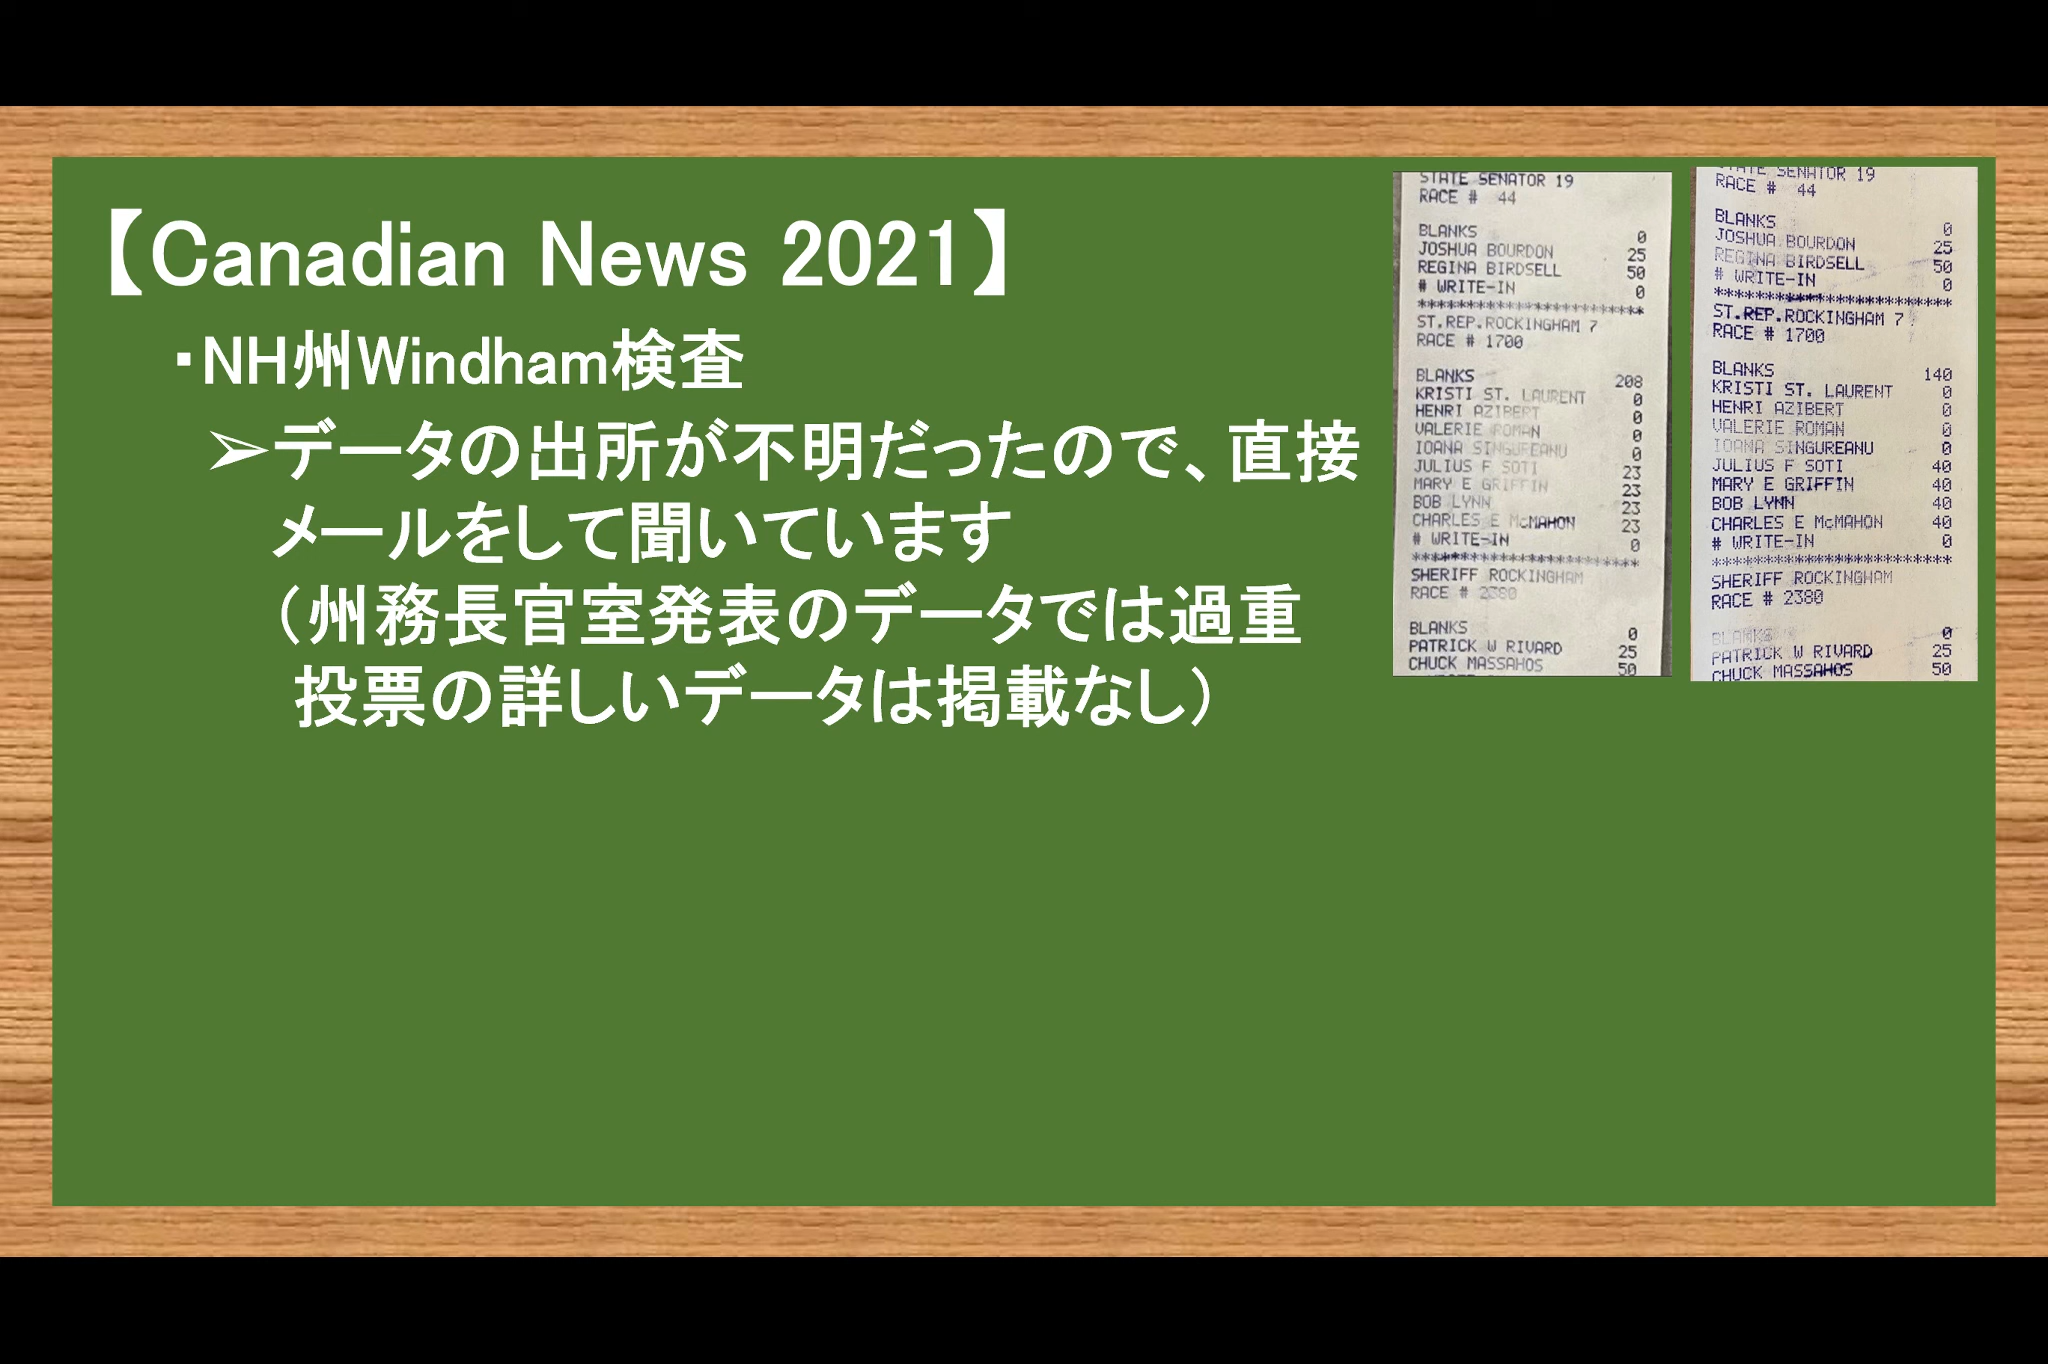 【Canadian News 2021】
・NH州Windham検査
➢データの出所が不明だったので、直接
メールをして聞いています
（州務長官室発表のデータでは過重
投票の詳しいデータは掲載なし）
STATE SENATOR 19
RACE # 44
BLANKS 0
JOSHUA BOURDON 25
REGINA BIRDSELL 50
# WRITE-IN 0
*************************
ST.REP.ROCKINGHAM 7
RACE # 1700
BLANKS 208
KRISTI ST. LAURENT 0
HENRI AZIBERT 0
VALERIE ROMAN 0
IOANA SINGUREANU 0
JULIUS F SOTI 23
MARY E GRIFFIN 23
BOB LYNN 23
CHARLES E McMAHON 23
# WRITE-IN 0
*************************
SHERIFF ROCKINGHAM
RACE # 2380
BLANKS 0
PATRICK W RIVARD 25
CHUCK MASSAHOS 50
STATE SENATOR 19
RACE # 44
BLANKS 0
JOSHUA BOURDON 25
REGINA BIRDSELL 50
# WRITE-IN 0
*************************
ST.REP.ROCKINGHAM 7
RACE # 1700
BLANKS 140
KRISTI ST. LAURENT 0
HENRI AZIBERT 0
VALERIE ROMAN 0
IOANA SINGUREANU 0
JULIUS F SOTI 40
MARY E GRIFFIN 40
BOB LYNN 40
CHARLES E McMAHON 40
# WRITE-IN 0
*************************
SHERIFF ROCKINGHAM
RACE # 2380
BLANKS 0
PATRICK W RIVARD 25
CHUCK MASSAHOS 50